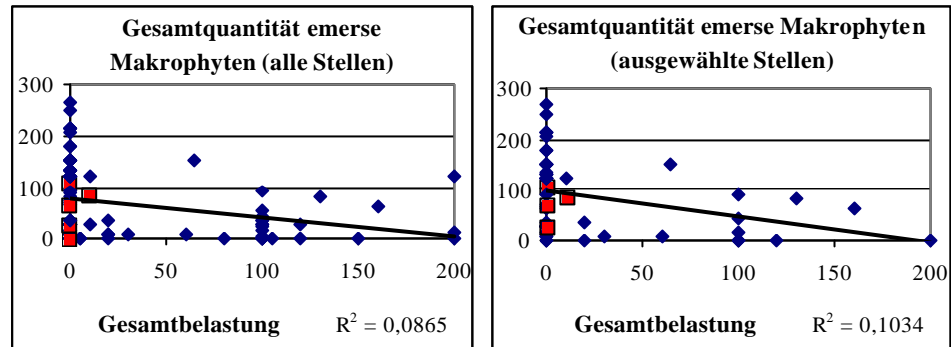 Gesamtquantität emerse
Makrophyten (alle Stellen)
300
200
100
0
0
50
100
150
200
Gesamtbelastung
R² = 0,0865
Gesamtquantität emerse Makrophyten
(ausgewählte Stellen)
300
200
100
0
0
50
100
150
200
Gesamtbelastung
R² = 0,1034